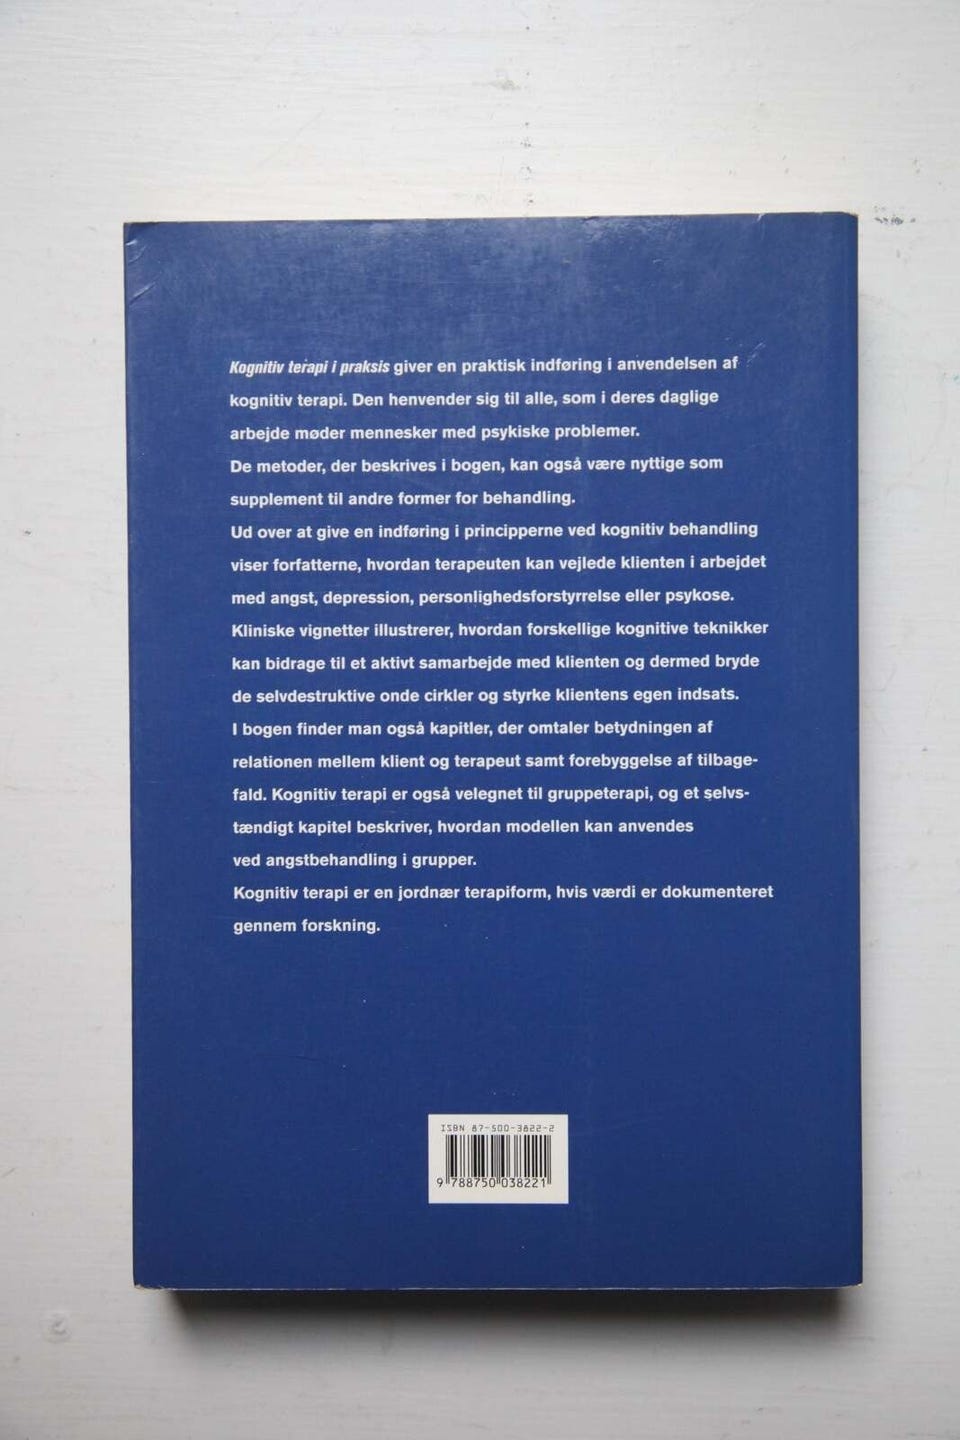 Kognitiv terapi i praksis giver en praktisk indføring i anvendelsen af
kognitiv terapi. Den henvender sig til alle, som i deres daglige
arbejde møder mennesker med psykiske problemer.
De metoder, der beskrives i bogen, kan også være nyttige som
supplement til andre former for behandling.
Ud over at give en indføring i principperne ved kognitiv behandling
viser forfatterne, hvordan terapeuten kan vejlede klienten i arbejdet
med angst, depression, personlighedsforstyrrelse eller psykose.
Kliniske vignetter illustrerer, hvordan forskellige kognitive teknikker
kan bidrage til et aktivt samarbejde med klienten og dermed bryde
de selvdestruktive onde cirkler og styrke klientens egen indsats.
I bogen finder man også kapitler, der omtaler betydningen af
relationen mellem klient og terapeut samt forebyggelse af tilbage-
fald. Kognitiv terapi er også velegnet til gruppeterapi, og et selvs-
tændigt kapitel beskriver, hvordan modellen kan anvendes
ved angstbehandling i grupper.
Kognitiv terapi er en jordnær terapiform, hvis værdi er dokumenteret
gennem forskning.
ISBN 87-500-3822-2
9 788750 038221